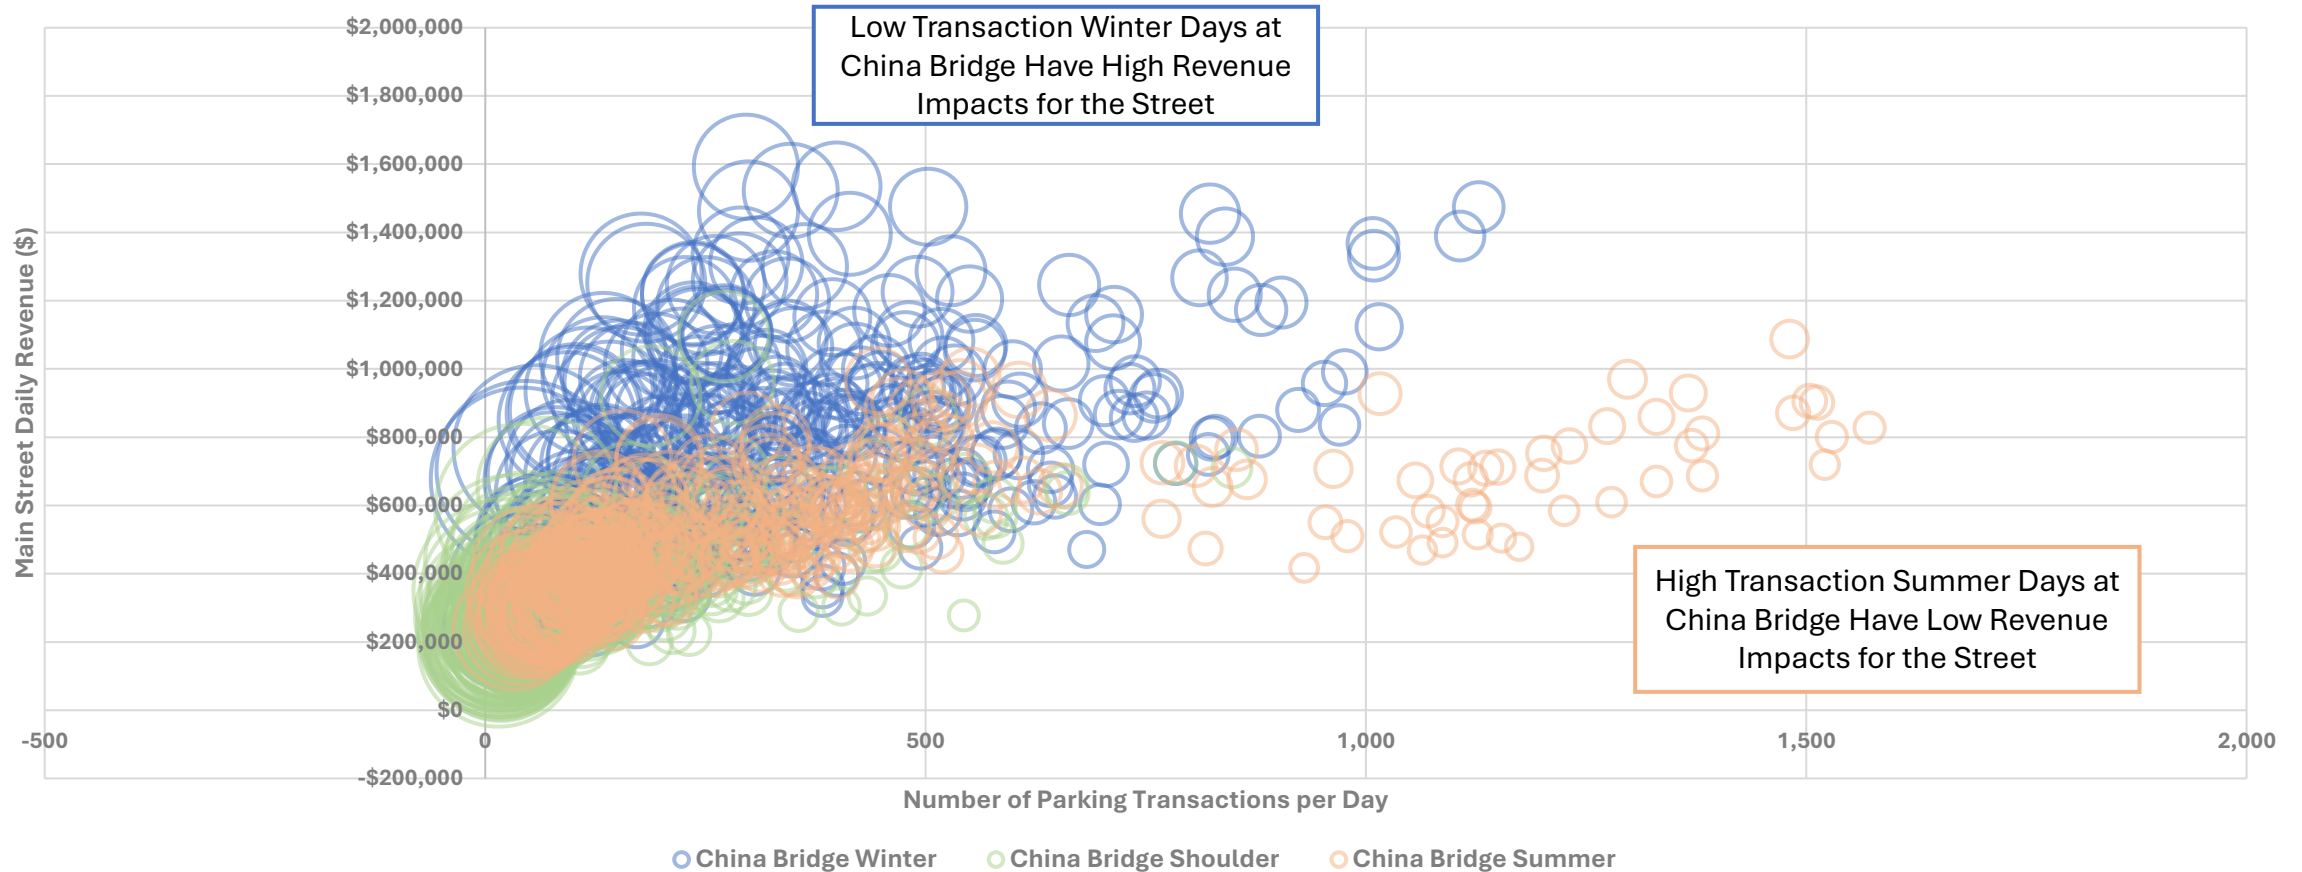 Low Transaction Winter Days at
China Bridge Have High Revenue
Impacts for the Street
$2,000,000
$1,800,000
$1,600,000
$1,400,000
$1,200,000
$1,000,000
$800,000
$600,000
$400,000
$200,000
$0
-$200,000
Main Street Daily Revenue ($)
High Transaction Summer Days at
China Bridge Have Low Revenue
Impacts for the Street
-500 0 500 1,000 1,500 2,000
Number of Parking Transactions per Day
China Bridge Winter China Bridge Shoulder China Bridge Summer